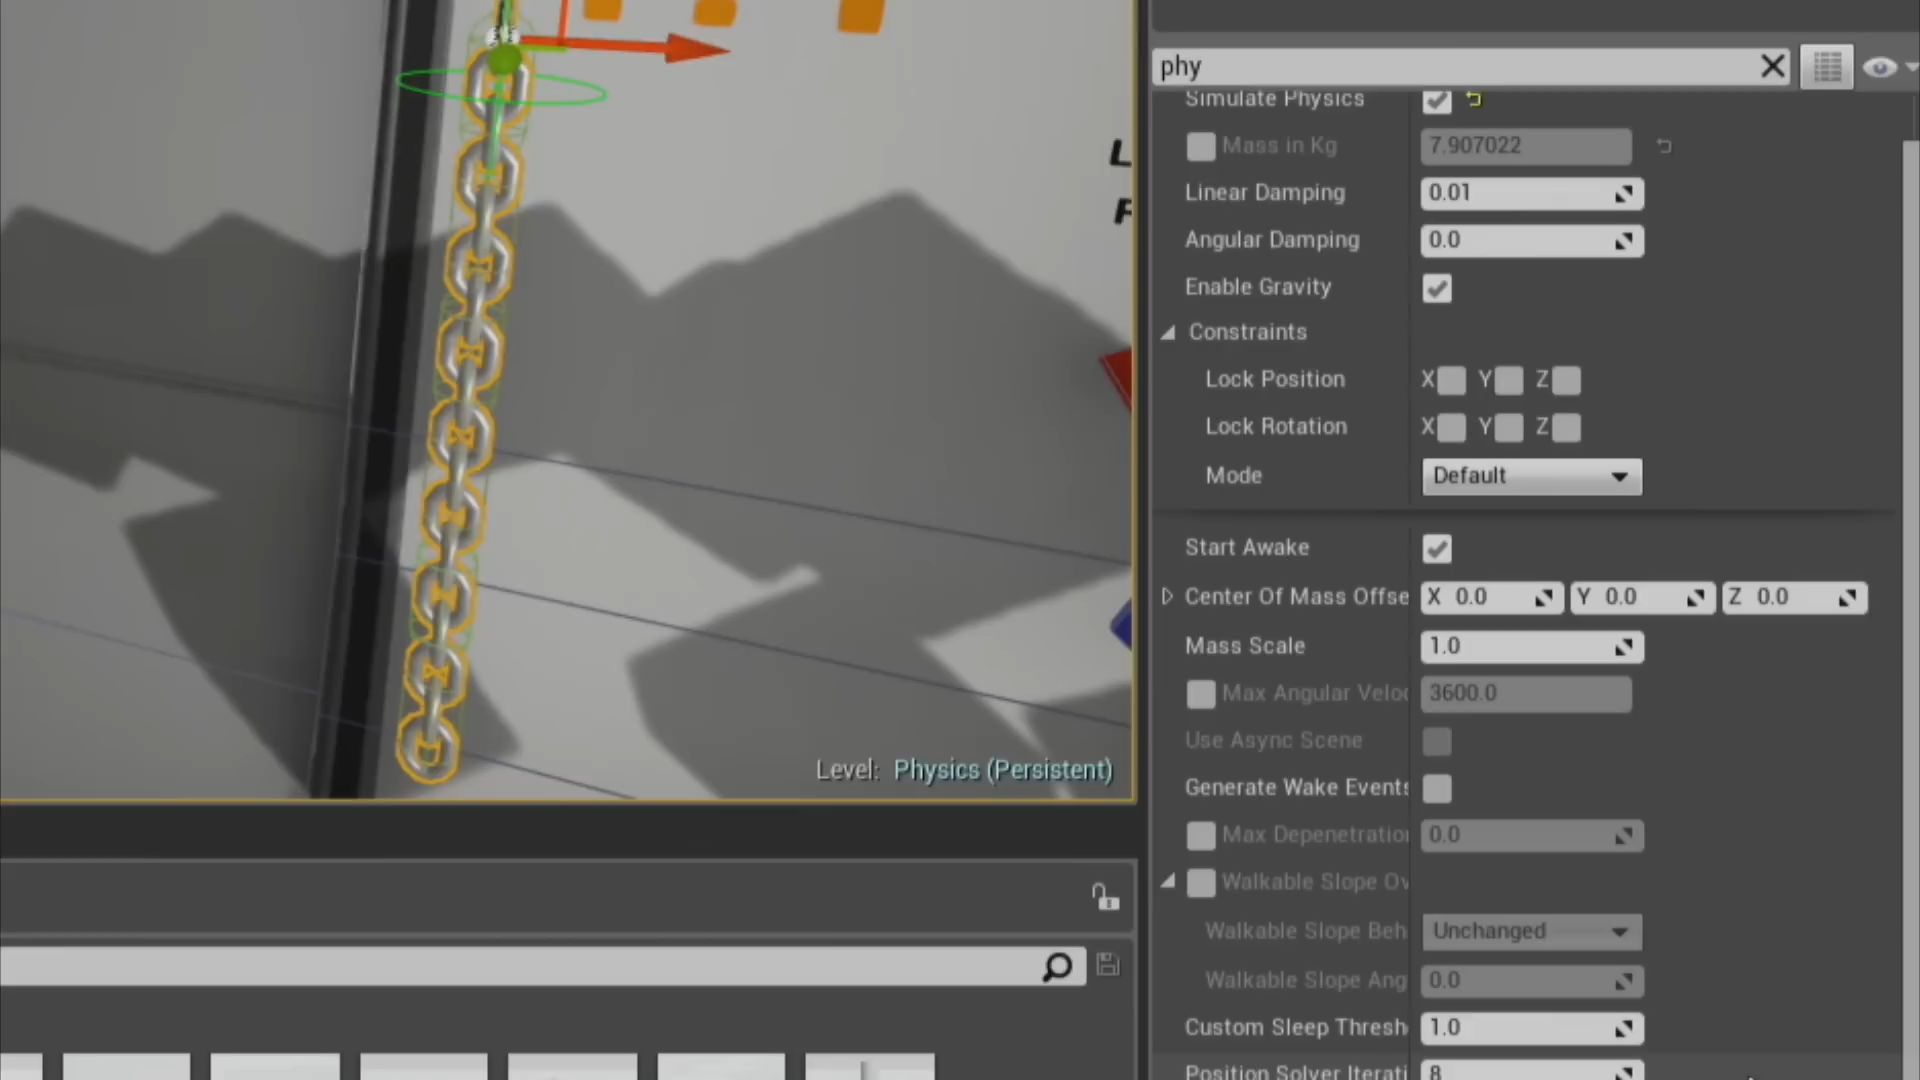 phy
Simulate Physics
Mass in Kg 7.907022
L
Linear Damping 0.01
F
Angular Damping 0.0
Enable Gravity
Constraints
Lock Position X Y Z
Lock Rotation X Y Z
Mode Default
Start Awake
Center Of Mass Offse X 0.0 Y 0.0 Z 0.0
Mass Scale 1.0
Max Angular Veloc 3600.0
Use Async Scene
Level: Physics (Persistent)
Generate Wake Events
Max Depenetration 0.0
Walkable Slope Ov
Walkable Slope Beh Unchanged
Walkable Slope Ang 0.0
Custom Sleep Thresh 1.0
Position Solver Iterati 8